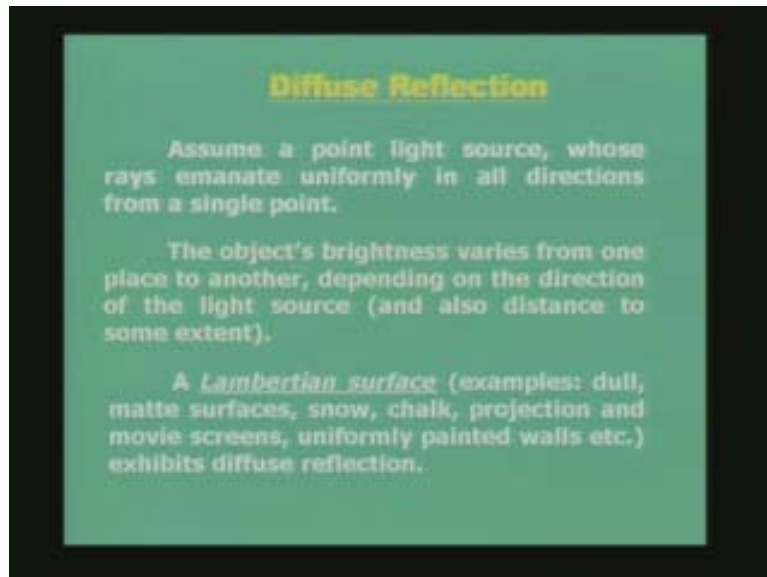 Diffuse Reflection
Assume a point light source, whose
rays emanate uniformly in all directions
from a single point.
The object's brightness varies from one
place to another, depending on the direction
of the light source (and also distance to
some extent).
A Lambertian surface (examples: dull,
matte surfaces, snow, chalk, projection and
movie screens, uniformly painted walls etc.)
exhibits diffuse reflection.